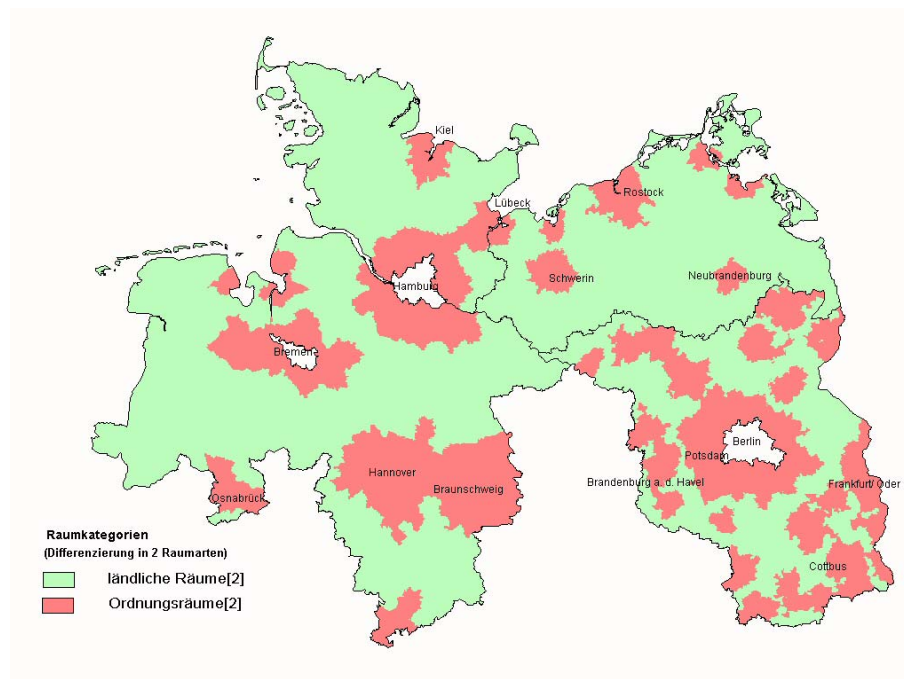 Kiel
Lübeck
Rostock
Hamburg
Schwerin
Neubrandenburg
Bremen
Berlin
Potsdam
Hannover
Braunschweig
Brandenburg a. d. Havel
Frankfurt/ Oder
Osnabrück
Cottbus
Raumkategorien
(Differenzierung in 2 Raumarten)
ländliche Räume[2]
Ordnungsräume[2]